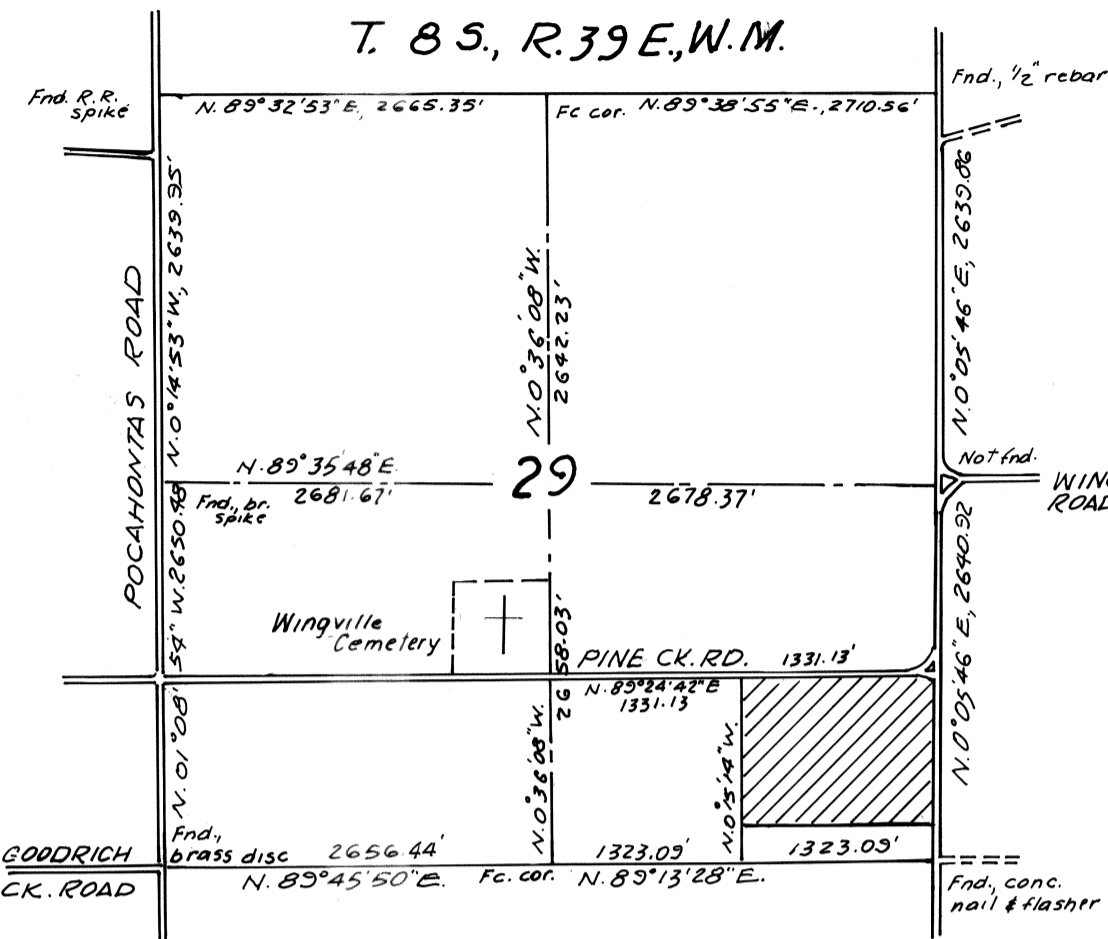 T. 8 S., R. 39 E., W.M.
Fnd. R.R.
spike
N. 89° 32' 53" E., 2665.35'
Fc cor.
N. 89° 38' 55" E., 2710.56'
Fnd., 1/2" rebar
POCAHONTAS ROAD
N. 0° 14' 53" W., 2639.35'
N. 0° 36' 08" W.
2642.23'
N. 0° 05' 46" E., 2639.86
N. 89° 35' 48" E.
2681.67'
Fnd., br.
spike
29
2678.37'
Not fnd.
WING
ROAD
N. 01° 08' 54" W. 2650.48
Wingville
Cemetery
2658.03'
PINE CK. RD.
1331.13'
N. 89° 24' 42" E
1331.13
N. 0° 36' 08" W.
N. 0° 15' 14" W.
N. 0° 05' 46" E., 2640.92
GOODRICH
CK. ROAD
Fnd.,
brass disc
2656.44'
1323.09'
1323.09'
N. 89° 45' 50" E.
Fc. cor.
N. 89° 13' 28" E.
Fnd., conc.
nail & flasher